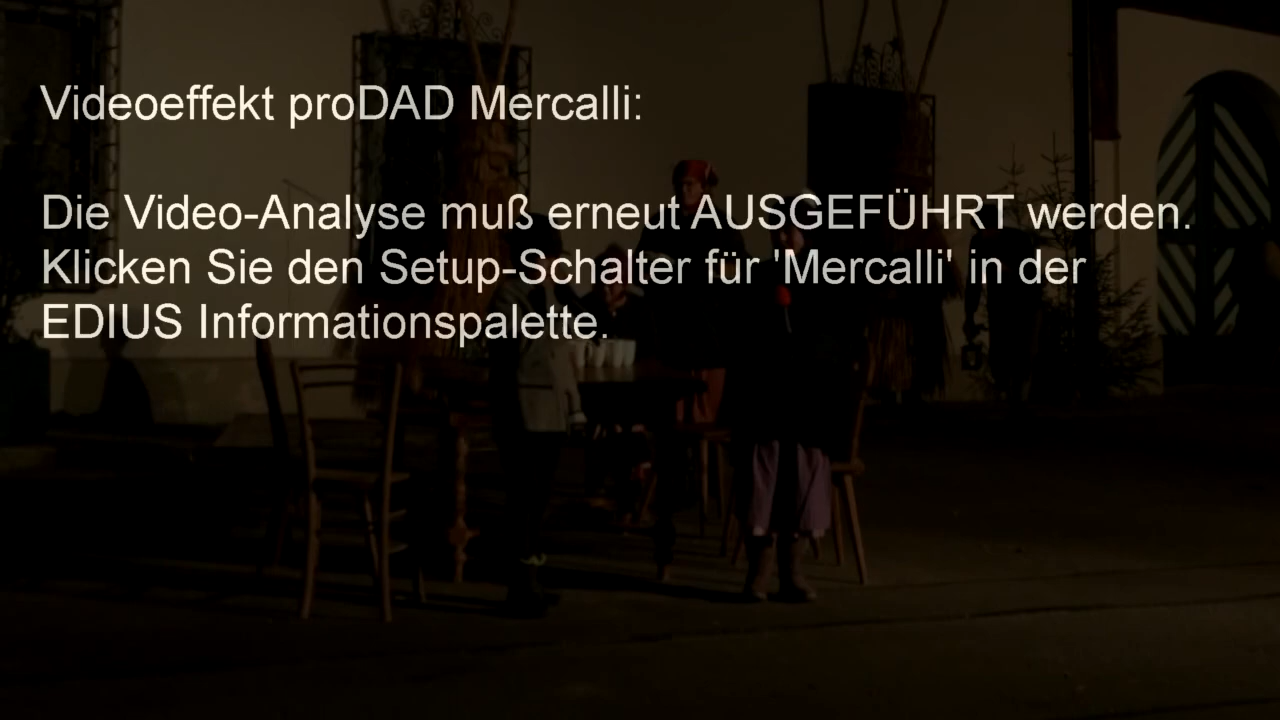 Videoeffekt proDAD Mercalli:
Die Video-Analyse muß erneut AUSGEFÜHRT werden.
Klicken Sie den Setup-Schalter für 'Mercalli' in der
EDIUS Informationspalette.